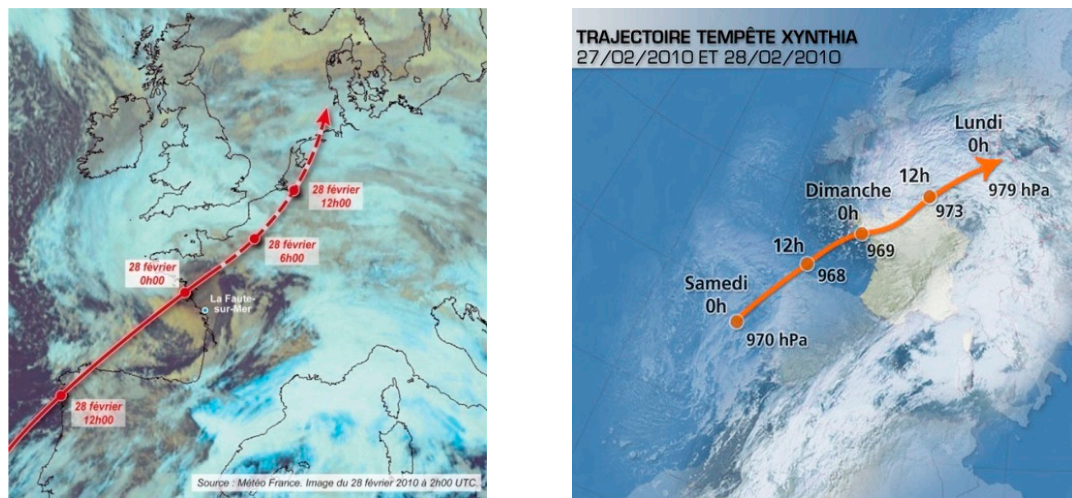 28 février
12h00
28 février
6h00
28 février
0h00
La Faute-
sur-Mer
28 février
12h00
Source : Météo France. Image du 28 février 2010 à 2h00 UTC.
TRAJECTOIRE TEMPÊTE XYNTHIA
27/02/2010 ET 28/02/2010
Lundi
0h
12h
979 hPa
Dimanche
0h
973
12h
969
968
Samedi
0h
970 hPa